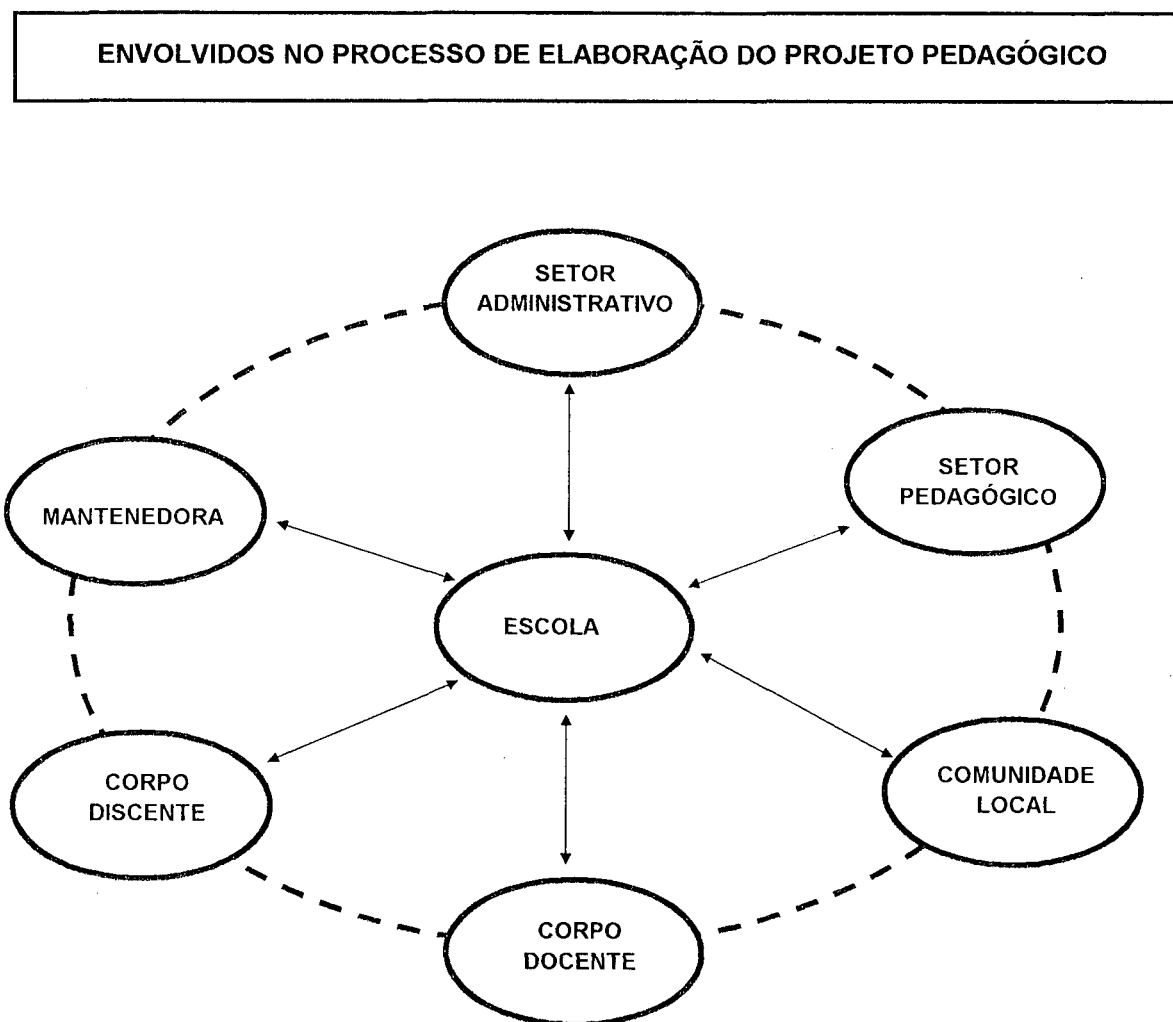 ENVOLVIDOS NO PROCESSO DE ELABORAÇÃO DO PROJETO PEDAGÓGICO
SETOR
ADMINISTRATIVO
SETOR
PEDAGÓGICO
MANTENEDORA
ESCOLA
CORPO
DISCENTE
COMUNIDADE
LOCAL
CORPO
DOCENTE